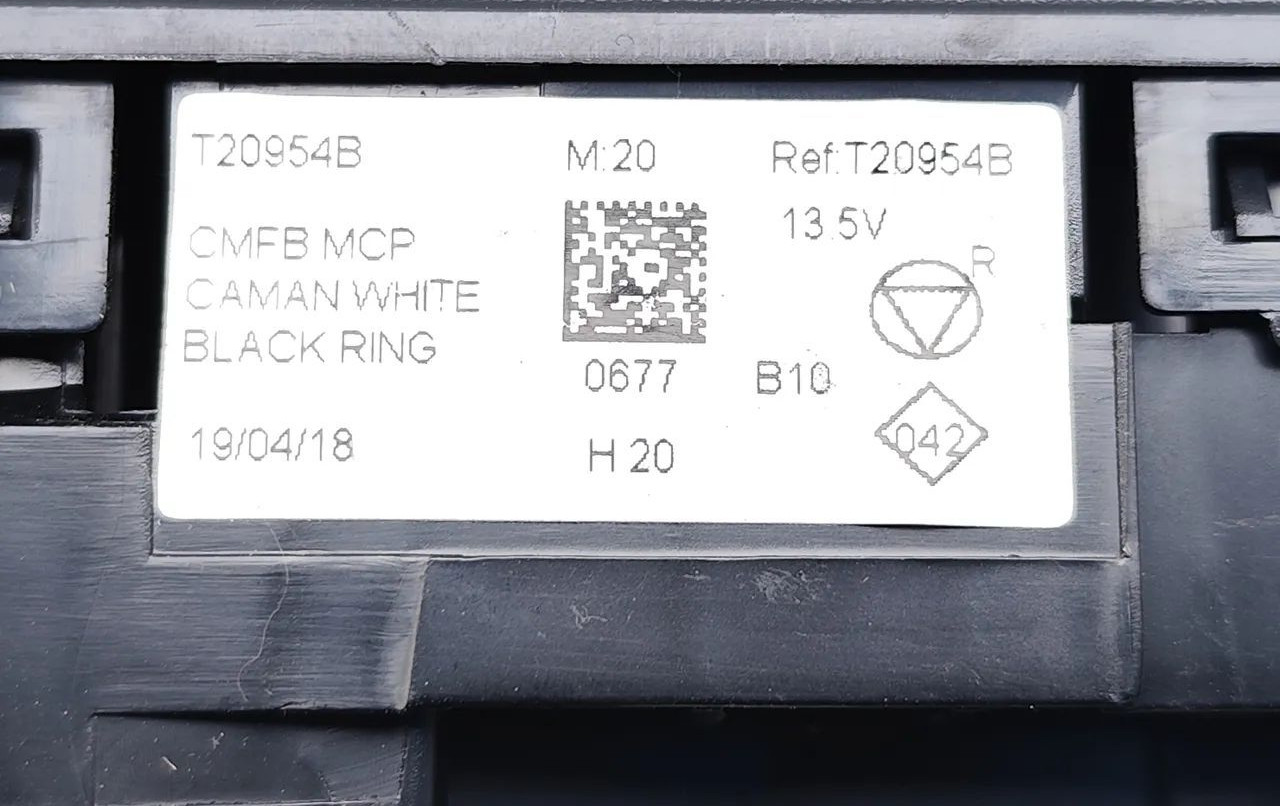 T20954B
M:20
Ref:T20954B
13.5V
R
CMFB MCP
CAMAN WHITE
BLACK RING
0677
B10
042
19/04/18
H 20